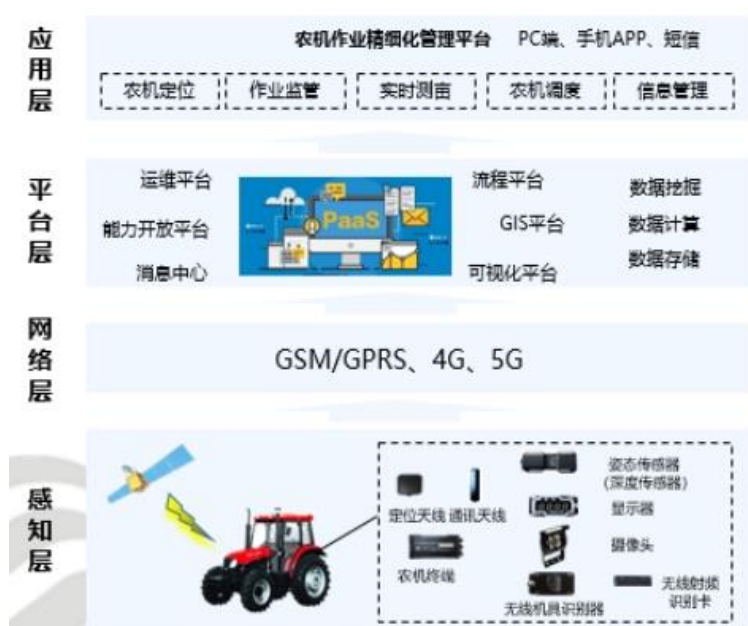 应用层
农机作业精细化管理平台 PC端、手机APP、短信
农机定位 作业监管 实时测亩 农机调度 信息管理
平台层
运维平台
能力开放平台
消息中心
PaaS
流程平台
GIS平台
可视化平台
数据挖掘
数据计算
数据存储
网络层
GSM/GPRS、4G、5G
感知层
定位天线 通讯天线
农机终端
姿态传感器
(深度传感器)
显示器
摄像头
无线机具识别器
无线射频
识别卡